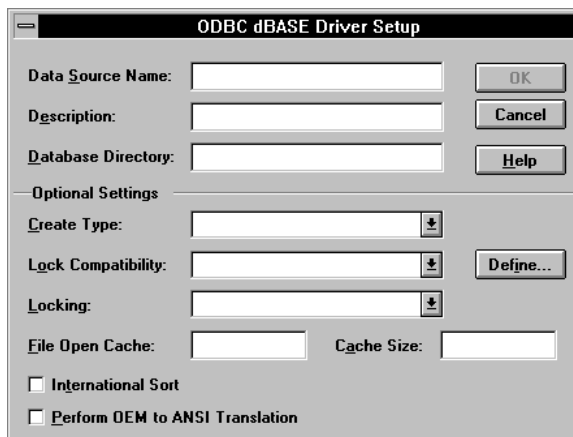 ODBC dBASE Driver Setup
Data Source Name:
OK
Description:
Cancel
Database Directory:
Help
Optional Settings
Create Type:
Lock Compatibility:
Define...
Locking:
File Open Cache:
Cache Size:
International Sort
Perform OEM to ANSI Translation